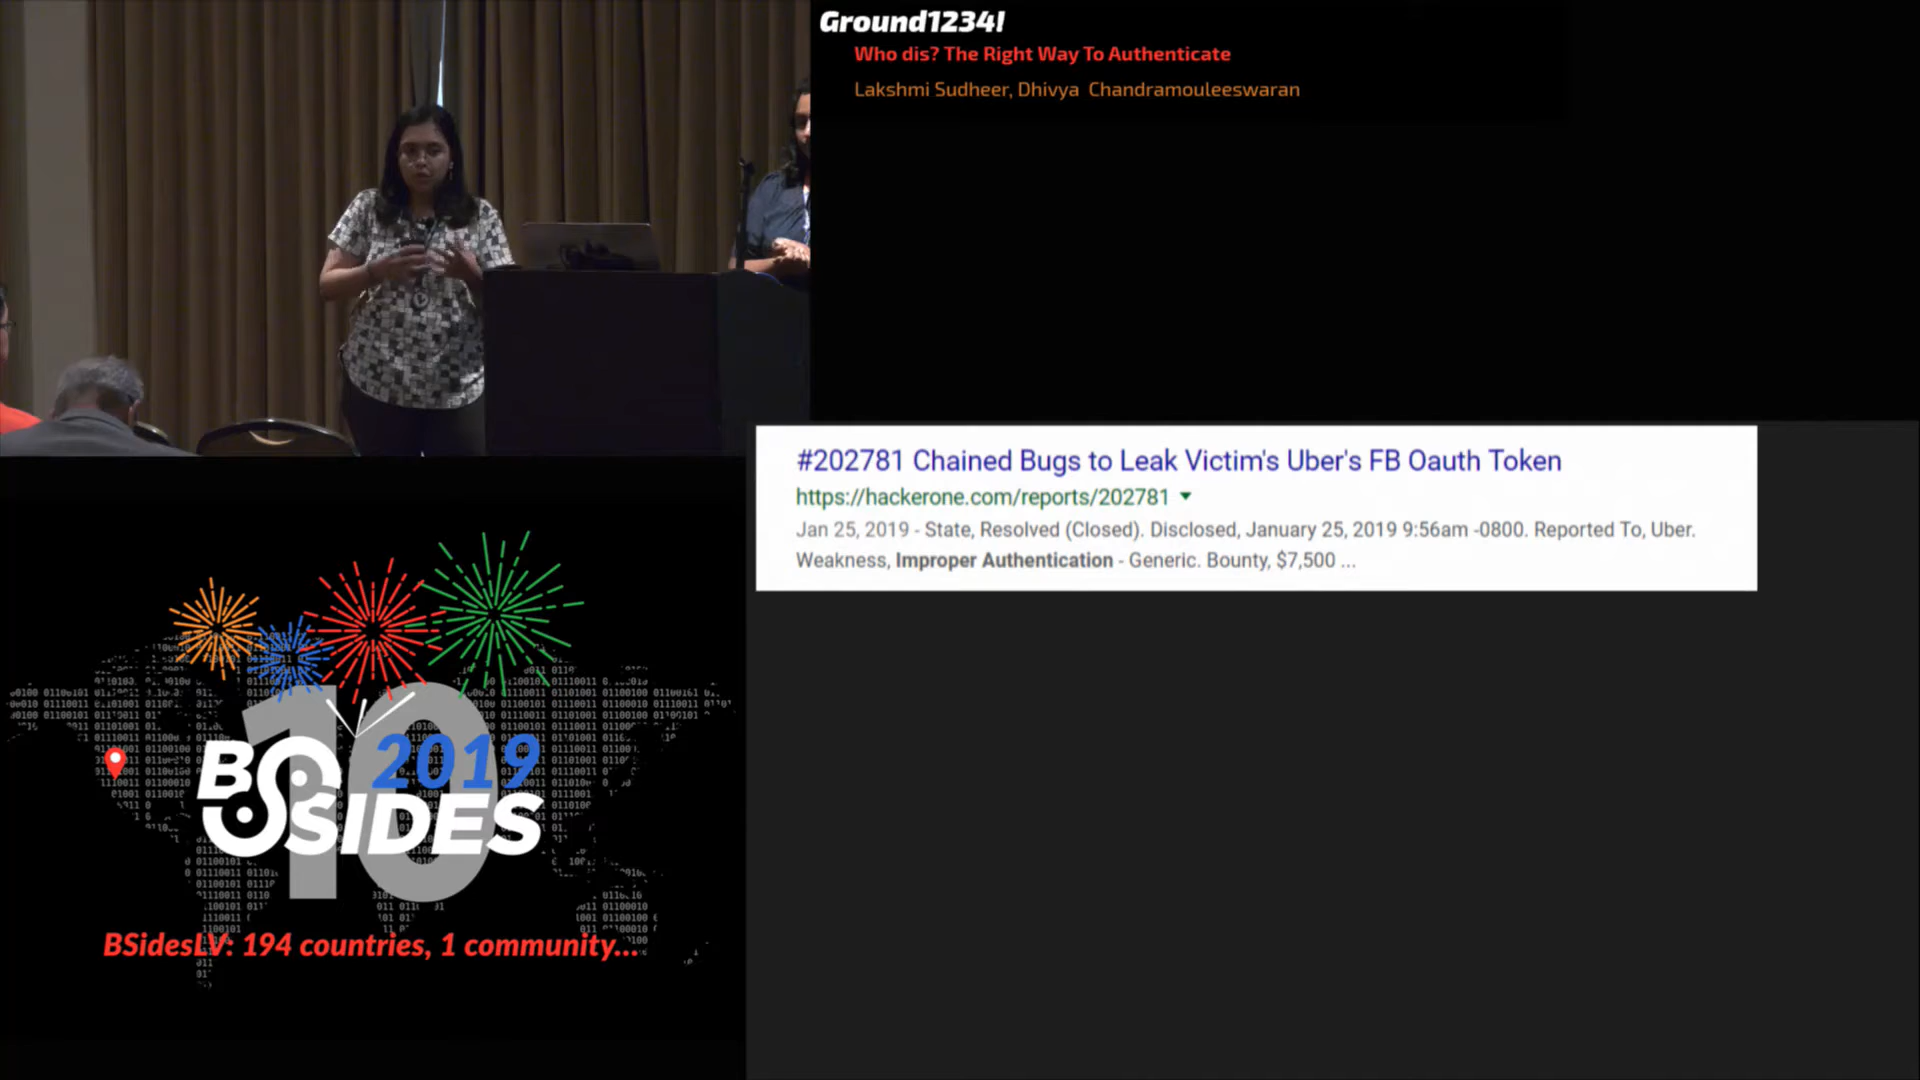 Ground1234!
Who dis? The Right Way To Authenticate
Lakshmi Sudheer, Dhivya Chandramouleeswaran
#202781 Chained Bugs to Leak Victim's Uber's FB Oauth Token
https://hackerone.com/reports/202781
Jan 25, 2019 - State, Resolved (Closed). Disclosed, January 25, 2019 9:56am -0800. Reported To, Uber.
Weakness, Improper Authentication - Generic. Bounty, $7,500 ...
10
BSIDES 2019
BSidesLV: 194 countries, 1 community...